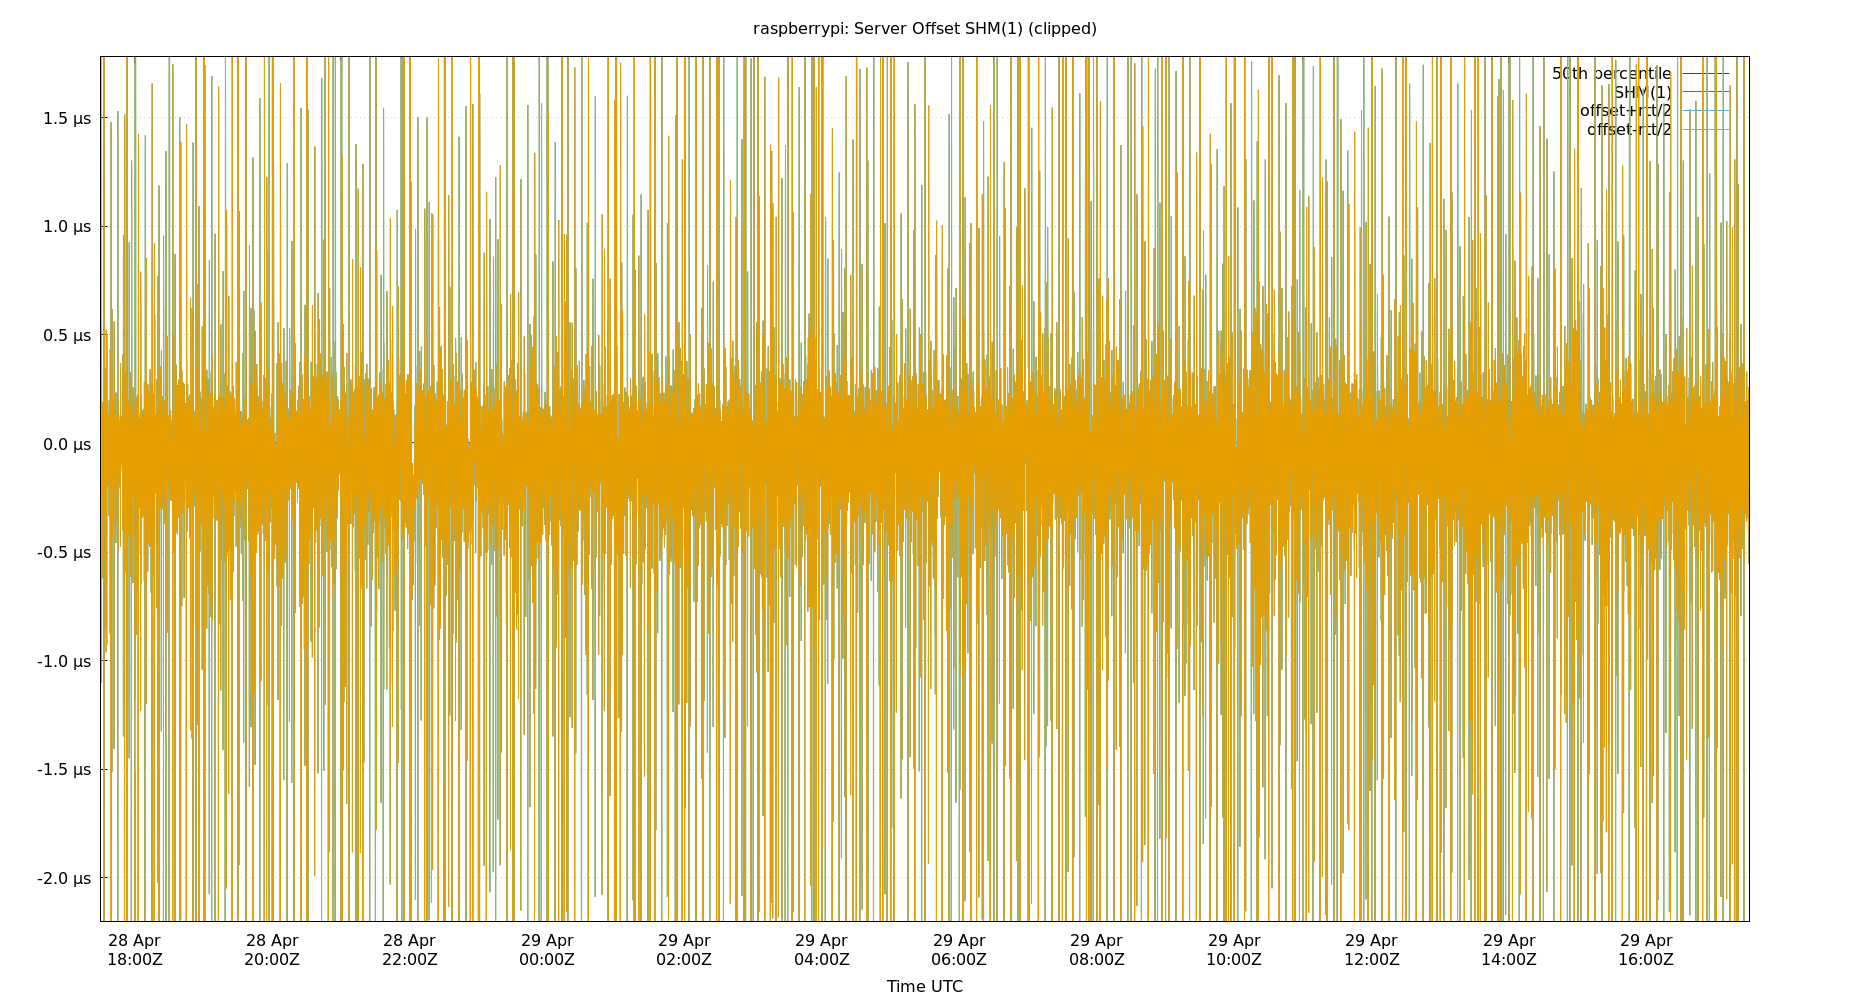 raspberrypi: Server Offset SHM(1) (clipped)
50th percentile
SHM(1)
offset+rtt/2
offset-rtt/2
1.5 µs
1.0 µs
0.5 µs
0.0 µs
-0.5 µs
-1.0 µs
-1.5 µs
-2.0 µs
28 Apr 28 Apr 28 Apr 29 Apr 29 Apr 29 Apr 29 Apr 29 Apr 29 Apr 29 Apr 29 Apr 29 Apr
18:00Z 20:00Z 22:00Z 00:00Z 02:00Z 04:00Z 06:00Z 08:00Z 10:00Z 12:00Z 14:00Z 16:00Z
Time UTC